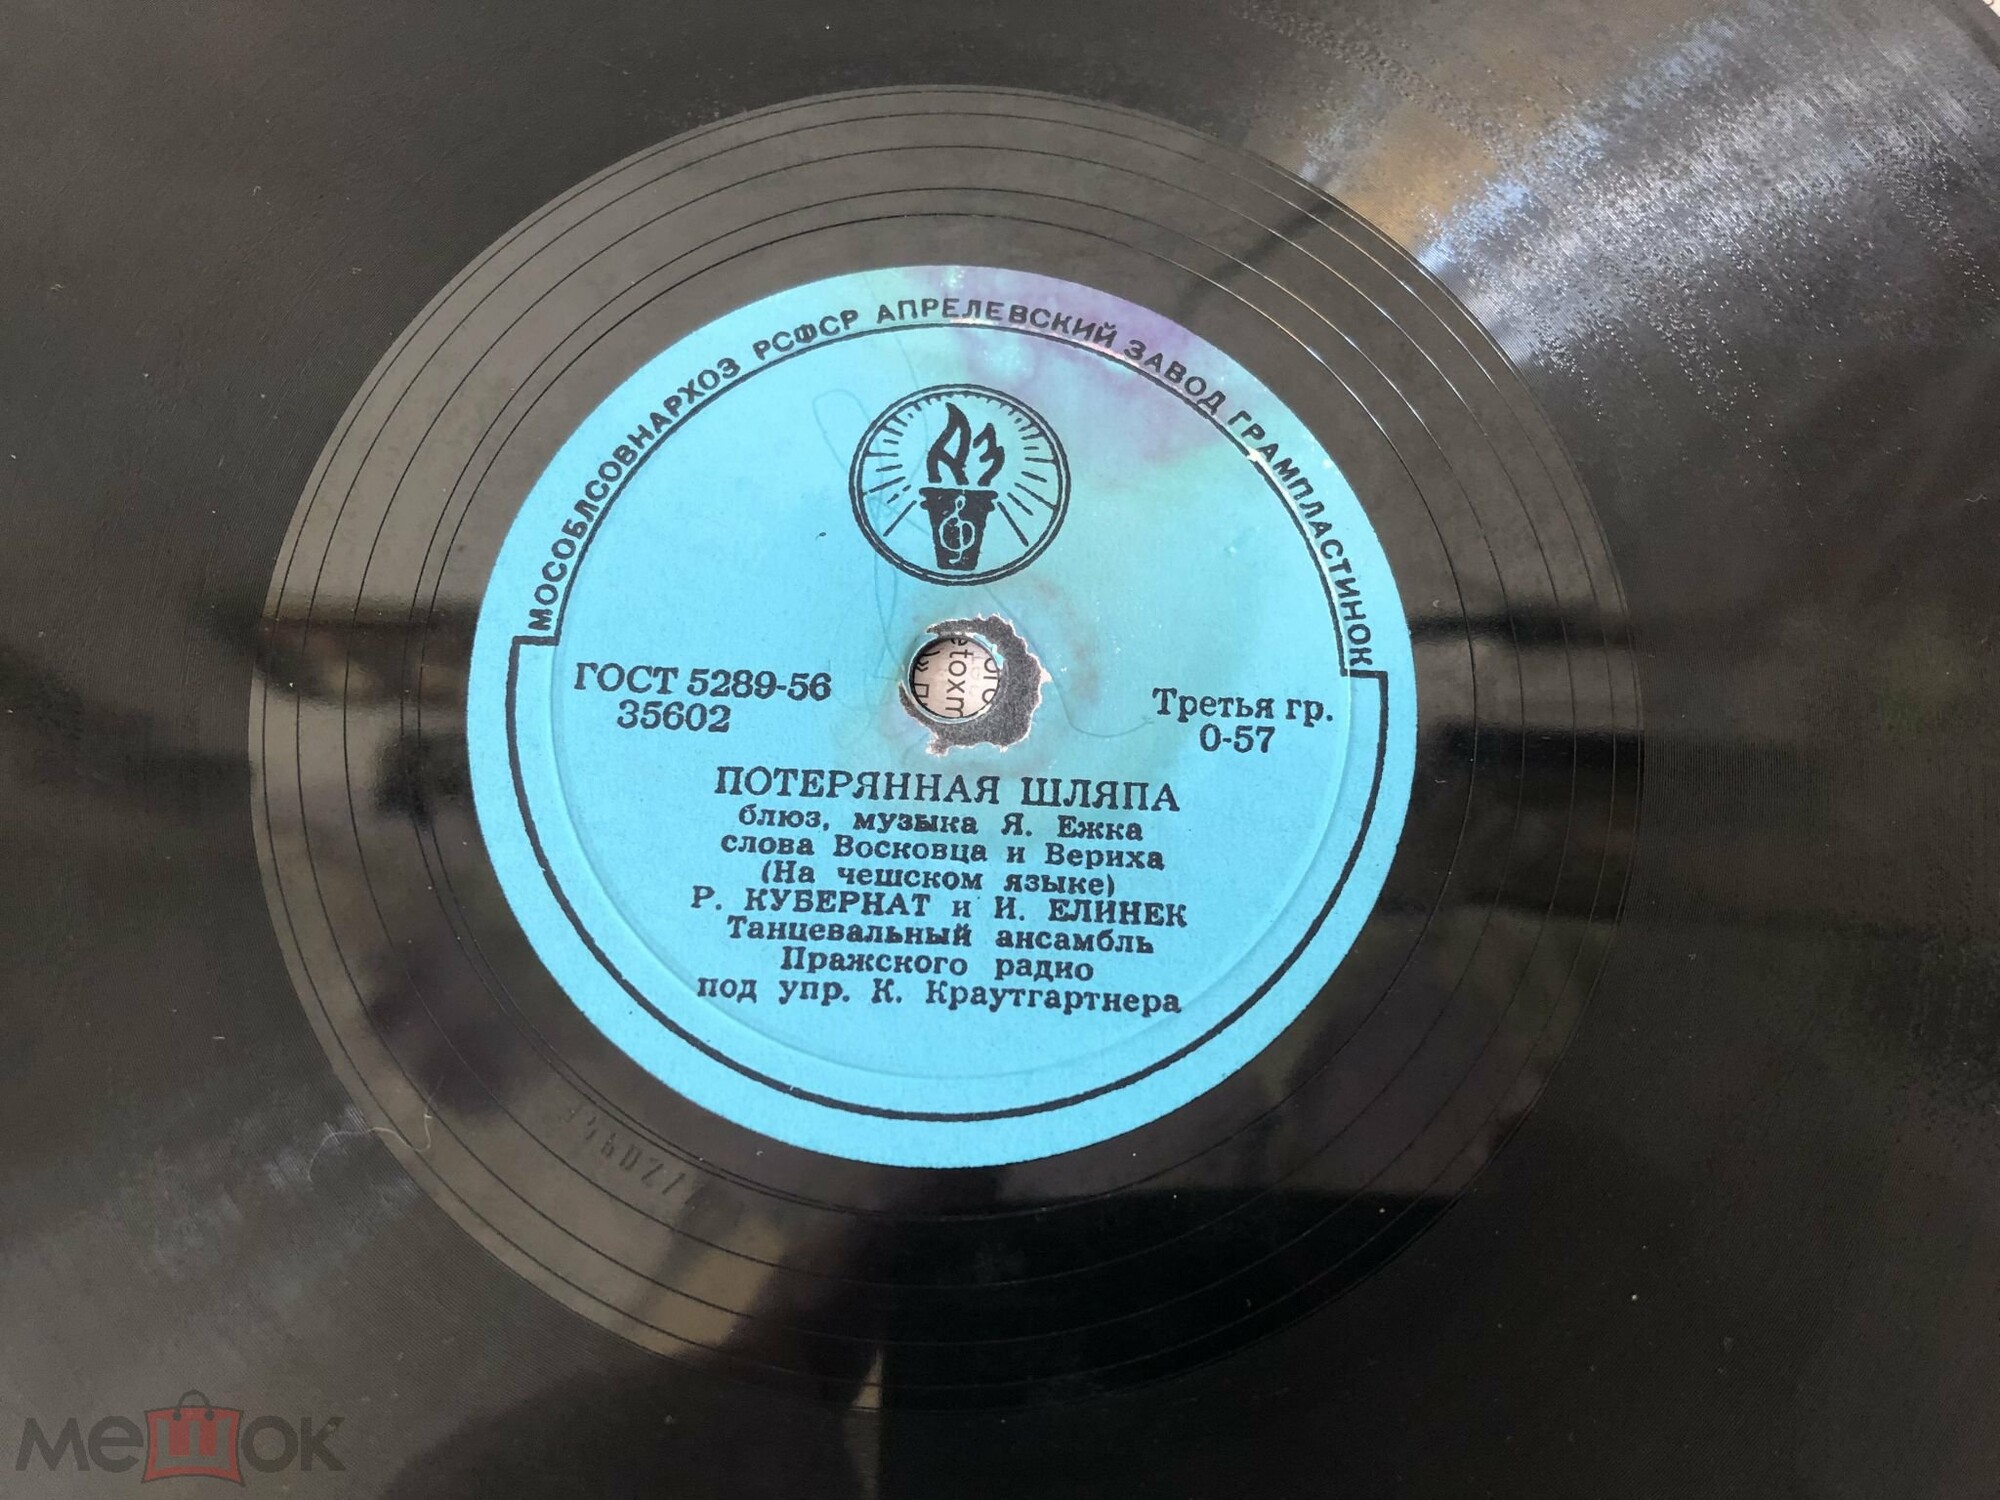 МОСОБЛСОВНАРХОЗ РСФСР АПРЕЛЕВСКИЙ ЗАВОД ГРАМПЛАСТИНОК
АЗ
ГОСТ 5289-56
35602
Третья гр.
0-57
ПОТЕРЯННАЯ ШЛЯПА
блюз, музыка Я. Ежка
слова Восковца и Вериха
(На чешском языке)
Р. КУБЕРНАТ и И. ЕЛИНЕК
Танцевальный ансамбль
Пражского радио
под упр. К. Краутгартнера
мешок